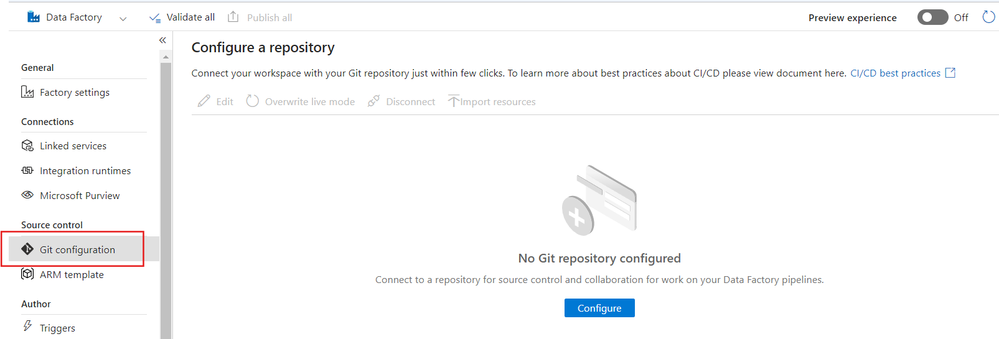 Data Factory Validate all Publish all Preview experience Off
General
Factory settings
Connections
Linked services
Integration runtimes
Microsoft Purview
Source control
Git configuration
ARM template
Author
Triggers
Configure a repository
Connect your workspace with your Git repository just within few clicks. To learn more about best practices about CI/CD please view document here. CI/CD best practices
Edit Overwrite live mode Disconnect Import resources
No Git repository configured
Connect to a repository for source control and collaboration for work on your Data Factory pipelines.
Configure